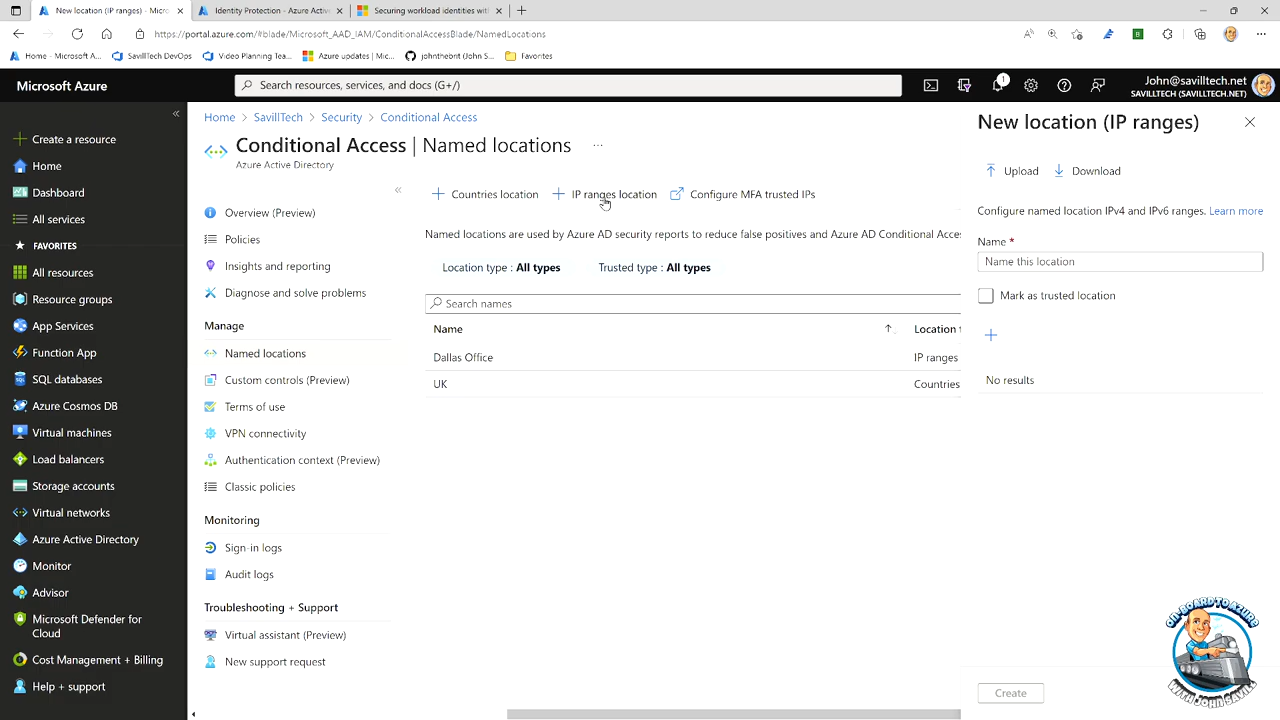 New location (IP ranges) - Micro
Identity Protection - Azure Activ
Securing workload identities with
https://portal.azure.com/#blade/Microsoft_AAD_IAM/ConditionalAccessBlade/NamedLocations
Home - Microsoft A...
SavillTech DevOps
Video Planning Tea...
Azure updates | Mic...
johnthebnt (John S...
Favorites
Microsoft Azure
Search resources, services, and docs (G+/)
1
John@savilltech.net
SAVILLTECH (SAVILLTECH.NET)
Create a resource
Home
Dashboard
All services
FAVORITES
All resources
Resource groups
App Services
Function App
SQL databases
Azure Cosmos DB
Virtual machines
Load balancers
Storage accounts
Virtual networks
Azure Active Directory
Monitor
Advisor
Microsoft Defender for
Cloud
Cost Management + Billing
Help + support
Home > SavillTech > Security > Conditional Access
Conditional Access | Named locations ...
Azure Active Directory
Overview (Preview)
Policies
Insights and reporting
Diagnose and solve problems
Manage
Named locations
Custom controls (Preview)
Terms of use
VPN connectivity
Authentication context (Preview)
Classic policies
Monitoring
Sign-in logs
Audit logs
Troubleshooting + Support
Virtual assistant (Preview)
New support request
Countries location
IP ranges location
Configure MFA trusted IPs
Named locations are used by Azure AD security reports to reduce false positives and Azure AD Conditional Acce
Location type : All types
Trusted type : All types
Search names
Name
Location t
Dallas Office
IP ranges
UK
Countries
New location (IP ranges)
Upload
Download
Configure named location IPv4 and IPv6 ranges. Learn more
Name *
Name this location
Mark as trusted location
No results
Create
ON-BOARD TO AZURE
WITH JOHN SAVILL